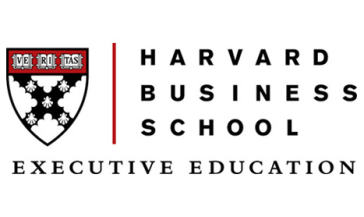 VE RI TAS
HARVARD
BUSINESS
SCHOOL
EXECUTIVE EDUCATION